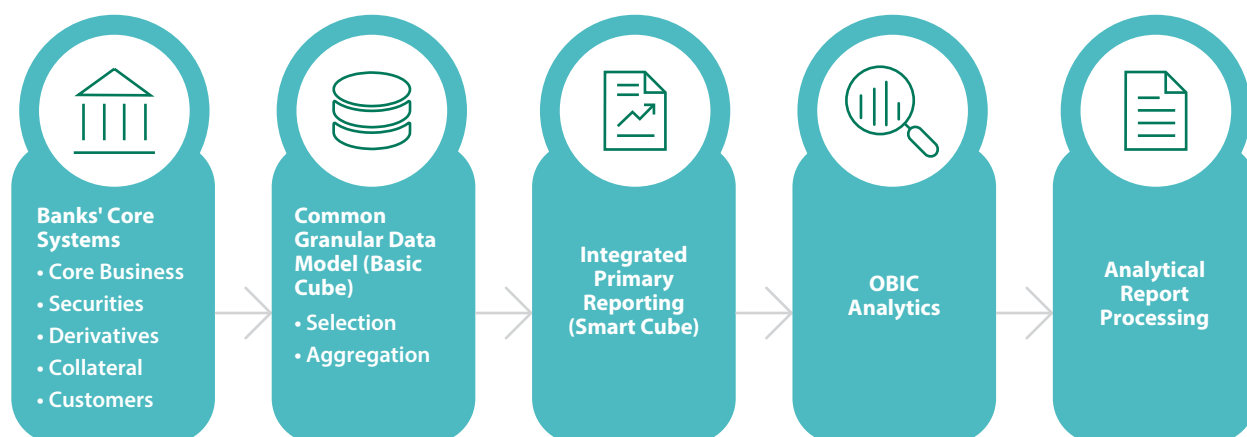 Banks' Core
Systems
• Core Business
• Securities
• Derivatives
• Collateral
• Customers
Common
Granular Data
Model (Basic
Cube)
• Selection
• Aggregation
Integrated
Primary
Reporting
(Smart Cube)
OBIC
Analytics
Analytical
Report
Processing